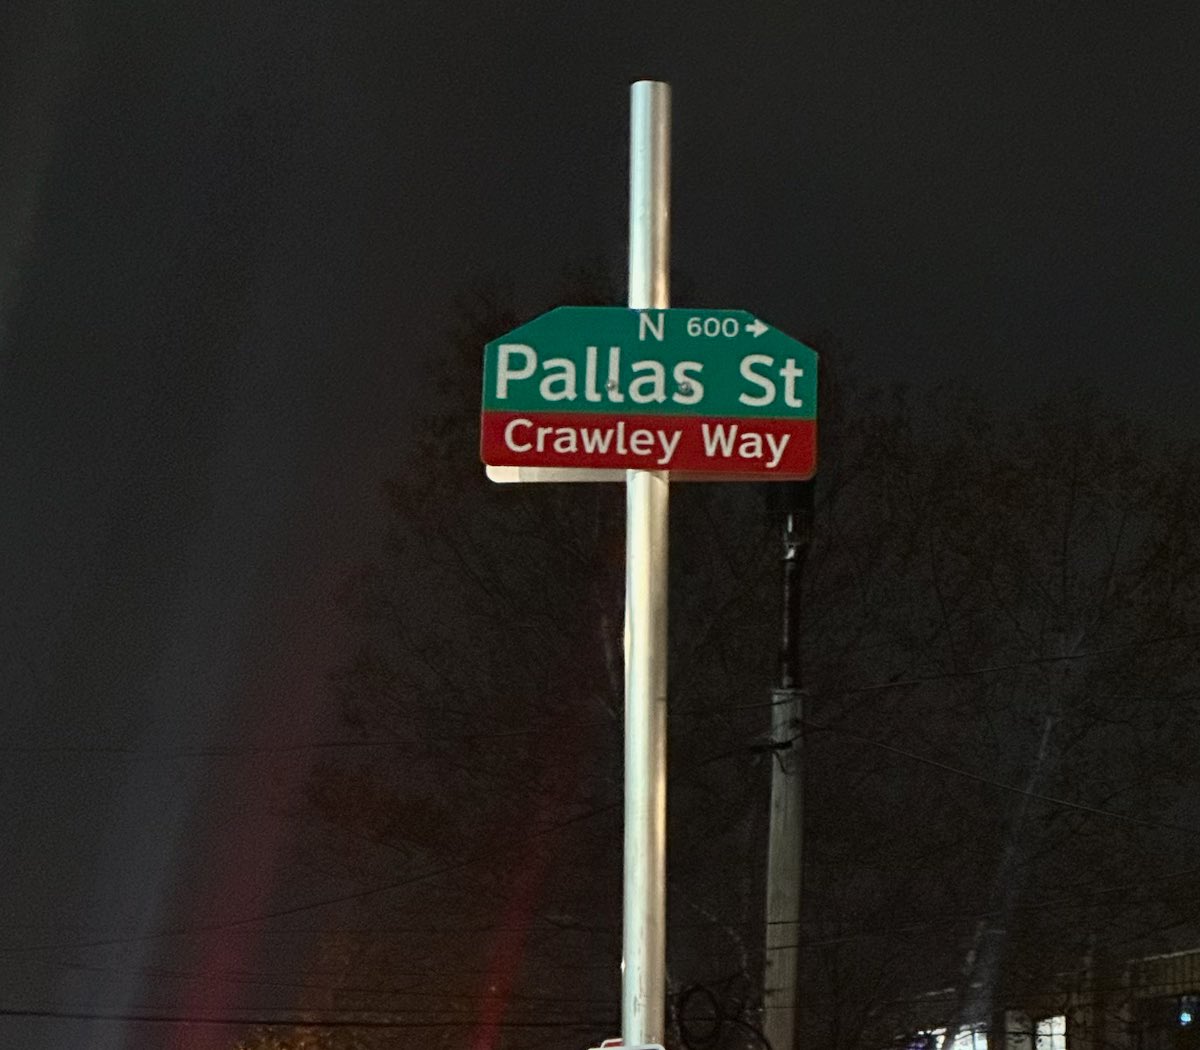 N 600→
Pallas St
Crawley Way